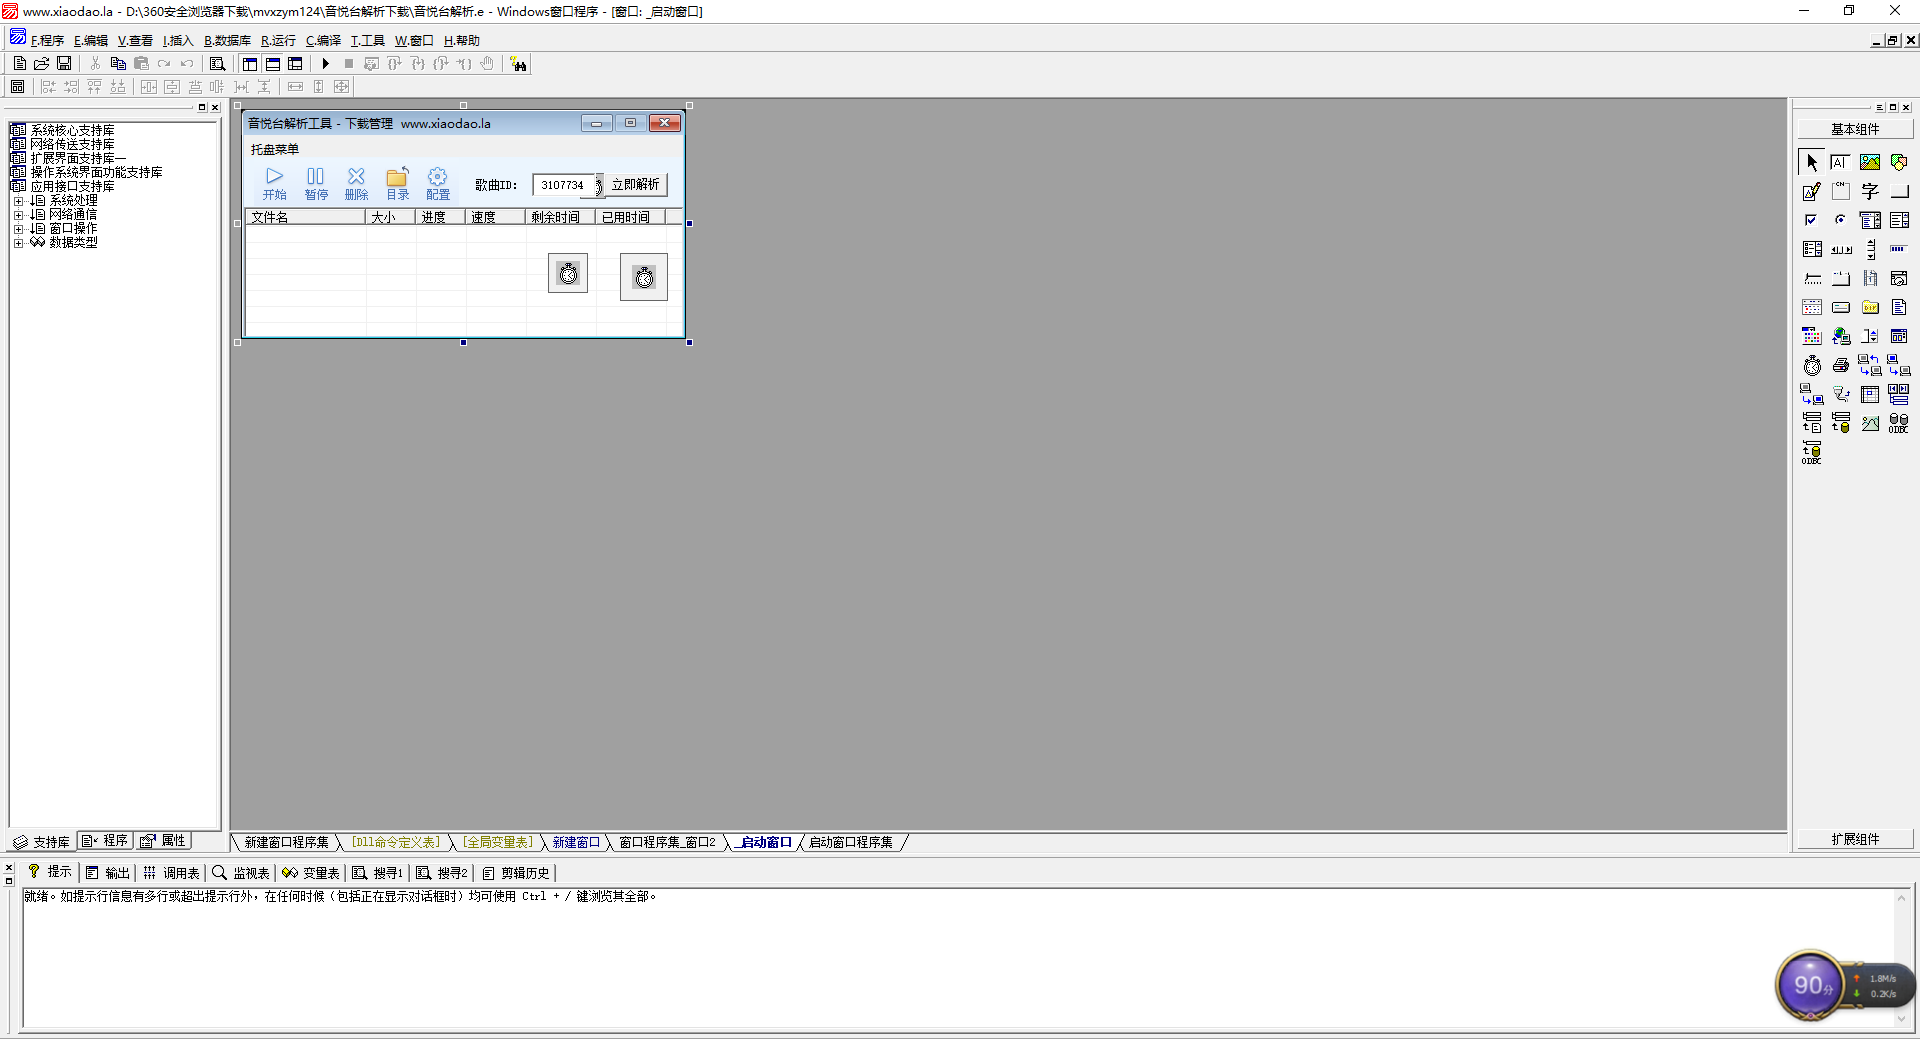 www.xiaodao.la - D:\360安全浏览器下载\mvxzym124\音悦台解析下载\音悦台解析.e - Windows窗口程序 - [窗口: _启动窗口]
F.程序 E.编辑 V.查看 I.插入 B.数据库 R.运行 C.编译 T.工具 W.窗口 H.帮助
系统核心支持库
网络传送支持库
扩展界面支持库一
操作系统界面功能支持库
应用接口支持库
系统处理
网络通信
窗口操作
数据类型
音悦台解析工具 - 下载管理 www.xiaodao.la
托盘菜单
开始 暂停 删除 目录 配置 歌曲ID: 3107734 立即解析
文件名 大小 进度 速度 剩余时间 已用时间
基本组件
扩展组件
支持库 程序 属性
新建窗口程序集 [Dll命令定义表] [全局变量表] 新建窗口 窗口程序集_窗口2 _启动窗口 启动窗口程序集
提示 输出 调用表 监视表 变量表 搜寻1 搜寻2 剪辑历史
就绪。如提示行信息有多行或超出提示行外，在任何时候（包括正在显示对话框时）均可使用 Ctrl + / 键浏览其全部。
90分
1.8M/s
0.2K/s